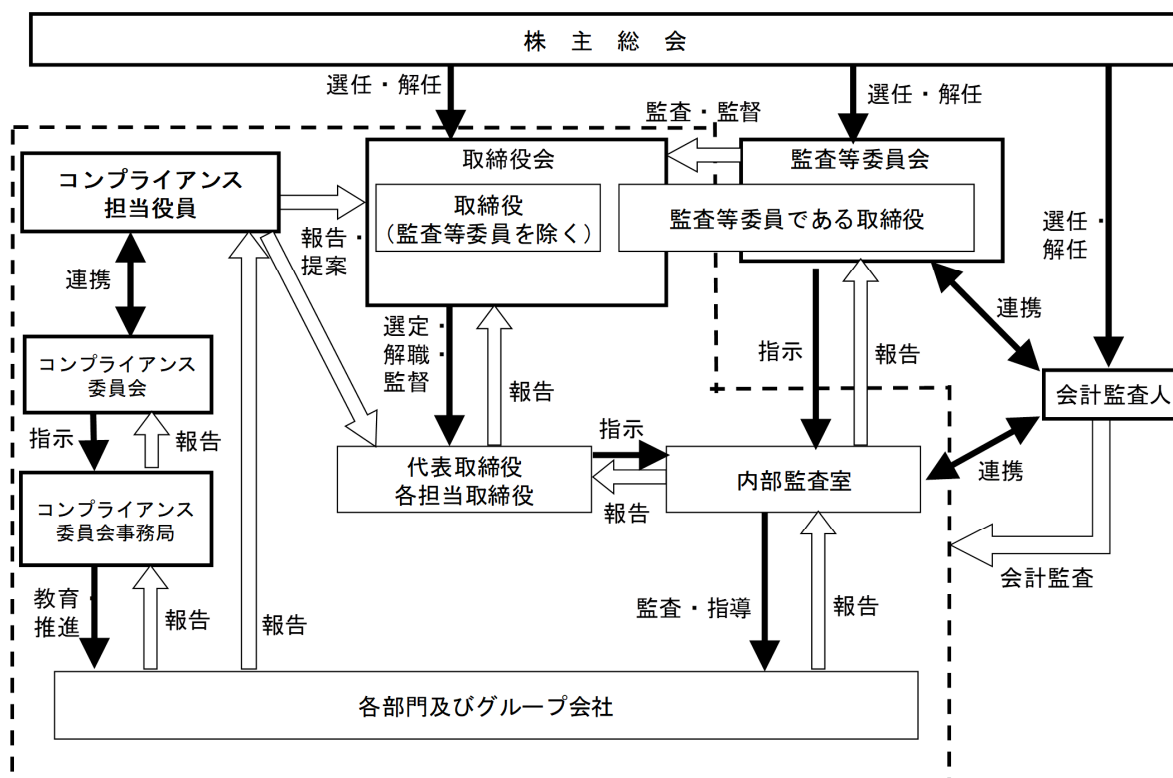 株 主 総 会
選任・解任
選任・解任
監査・監督
コンプライアンス
担当役員
取締役会
監査等委員会
取締役
（監査等委員を除く）
監査等委員である取締役
選任・
解任
報告・
提案
連携
連携
選定・
解職・
監督
指示
報告
報告
コンプライアンス
委員会
会計監査人
指示
報告
指示
連携
代表取締役
各担当取締役
内部監査室
コンプライアンス
委員会事務局
報告
会計監査
教育・
推進
報告
報告
監査・指導
報告
各部門及びグループ会社